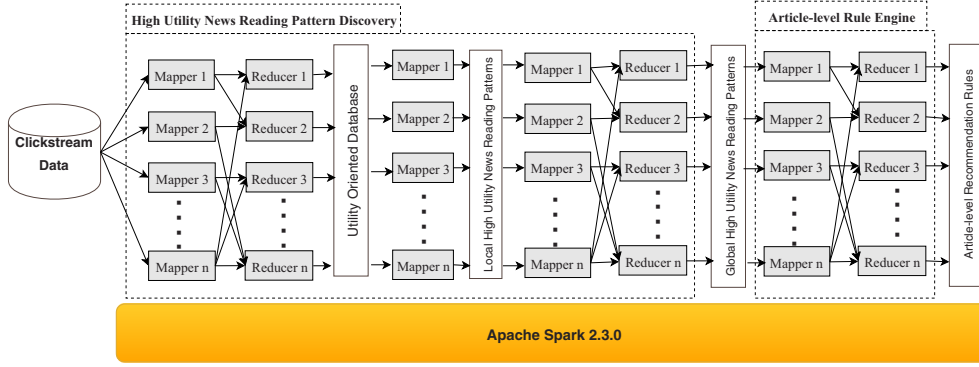 High Utility News Reading Pattern Discovery
Article-level Rule Engine
Clickstream
Data
Mapper 1
Mapper 2
Mapper 3
Mapper n
Reducer 1
Reducer 2
Reducer 3
Reducer n
Utility Oriented Database
Mapper 1
Mapper 2
Mapper 3
Mapper n
Local High Utility News Reading Patterns
Mapper 1
Mapper 2
Mapper 3
Mapper n
Reducer 1
Reducer 2
Reducer 3
Reducer n
Global High Utility News Reading Patterns
Mapper 1
Mapper 2
Mapper 3
Mapper n
Reducer 1
Reducer 2
Reducer 3
Reducer n
Article-level Recommendation Rules
Apache Spark 2.3.0